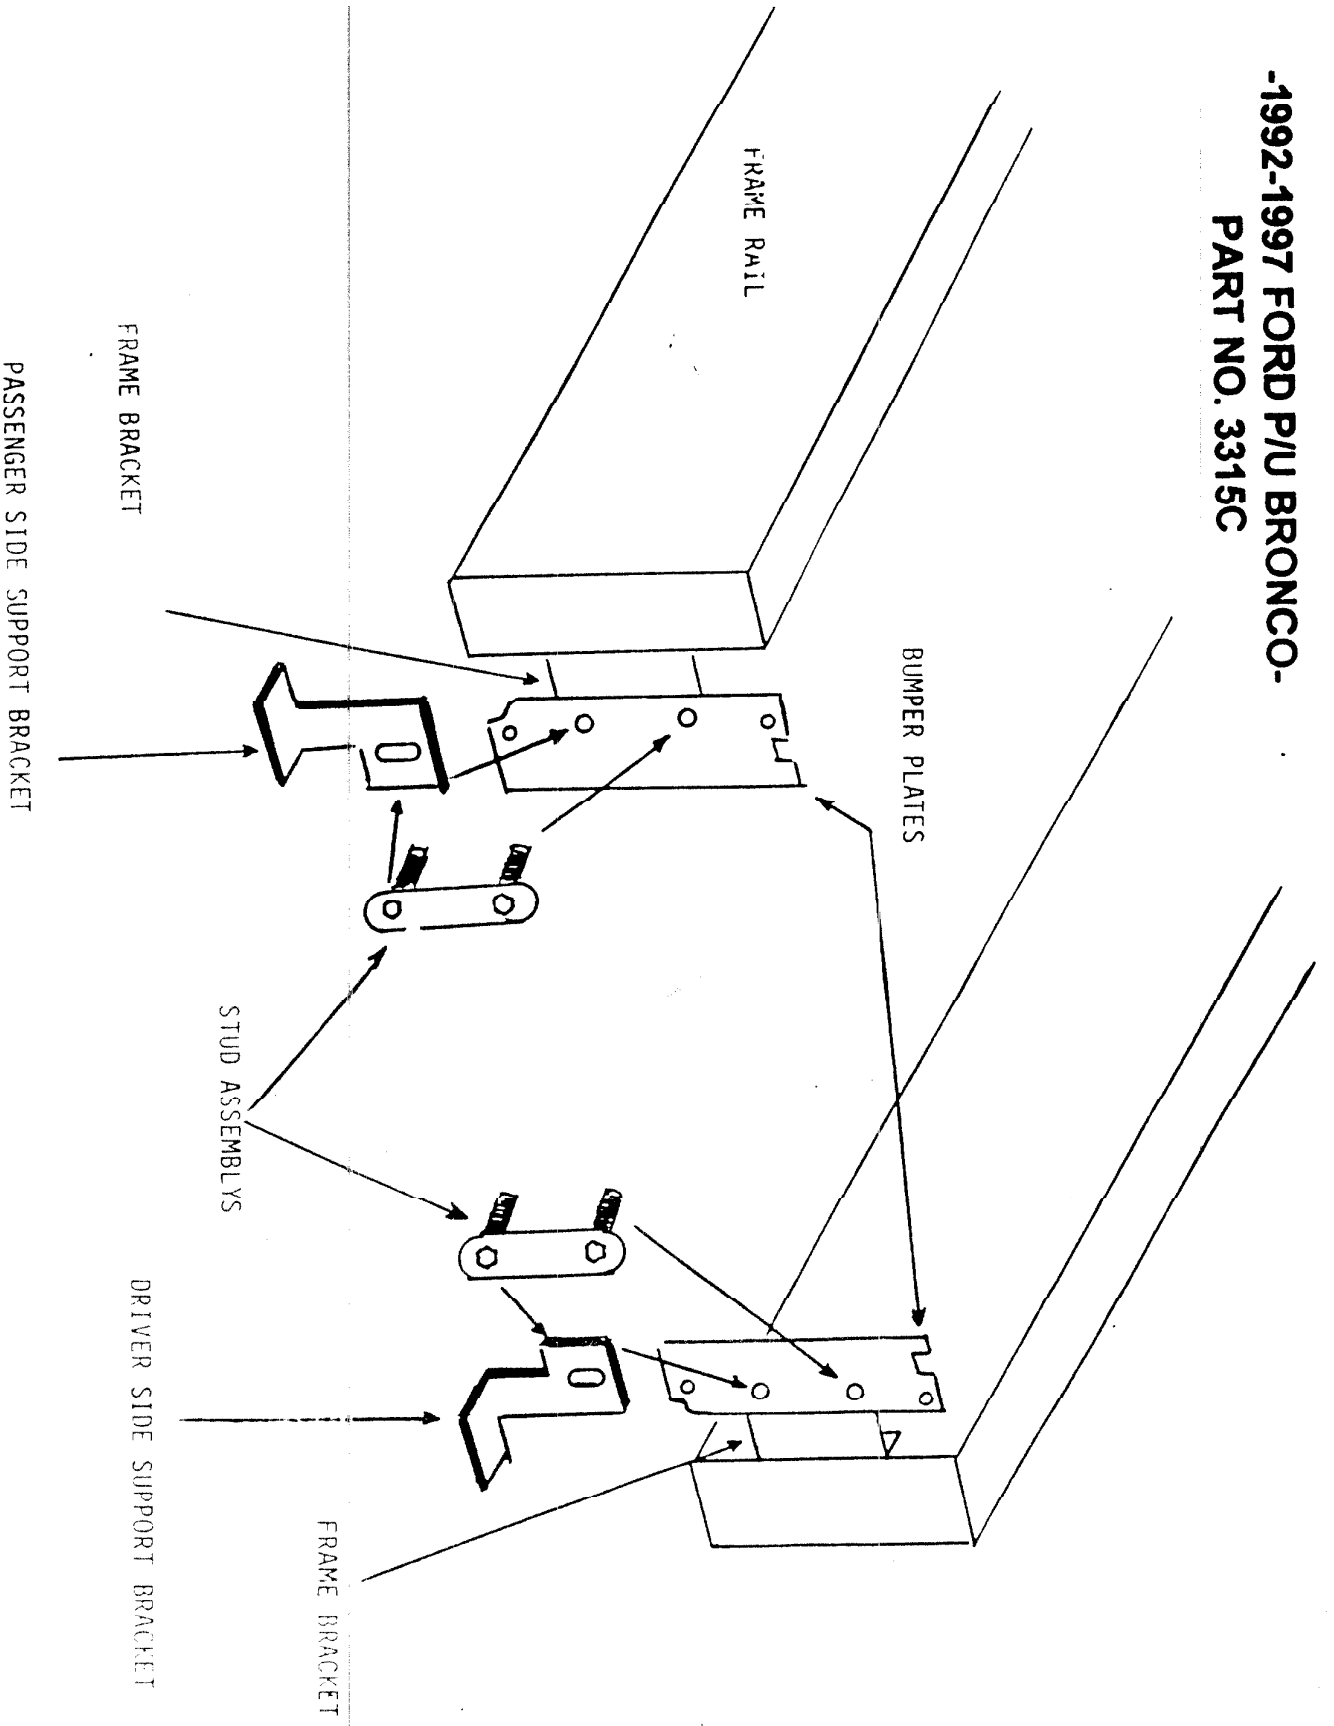 -1992-1997 FORD P/U BRONCO-
PART NO. 3315C
FRAME RAIL
BUMPER PLATES
FRAME BRACKET
PASSENGER SIDE SUPPORT BRACKET
STUD ASSEMBLYS
FRAME BRACKET
DRIVER SIDE SUPPORT BRACKET